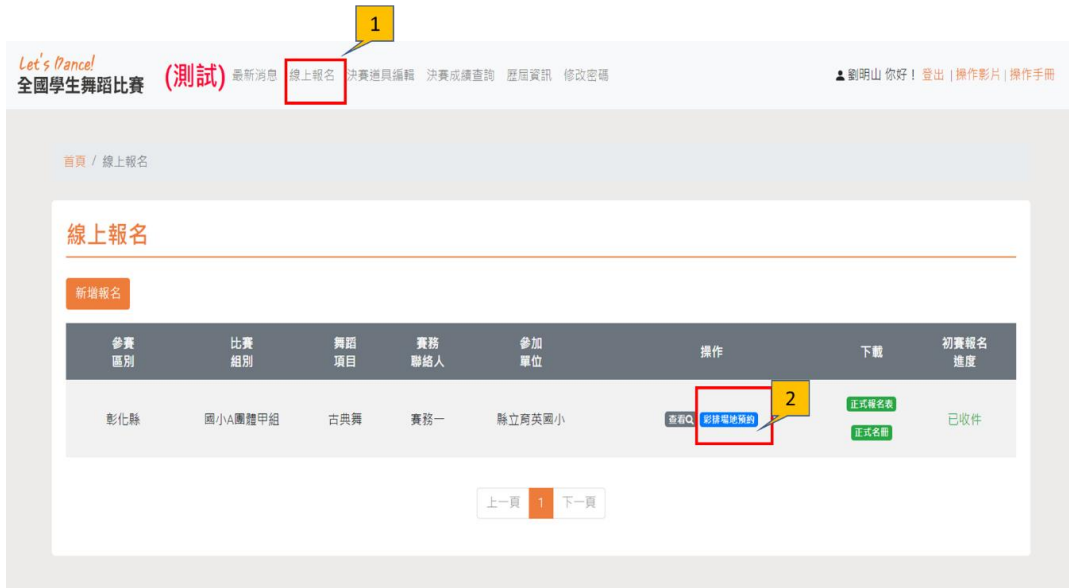 1
Let's Dance!
全國學生舞蹈比賽
(測試) 最新消息 線上報名 決賽道具編輯 決賽成績查詢 歷屆資訊 修改密碼
劉明山 你好！ 登出 | 操作影片 | 操作手冊
首頁 / 線上報名
線上報名
新增報名
參賽區別 比賽組別 舞蹈項目 賽務聯絡人 參加單位 操作 下載 初賽報名進度
2
彰化縣 國小A團體甲組 古典舞 賽務一 縣立育英國小 查看 彩排場地預約 正式報名表 已收件
正式名冊
上一頁 1 下一頁